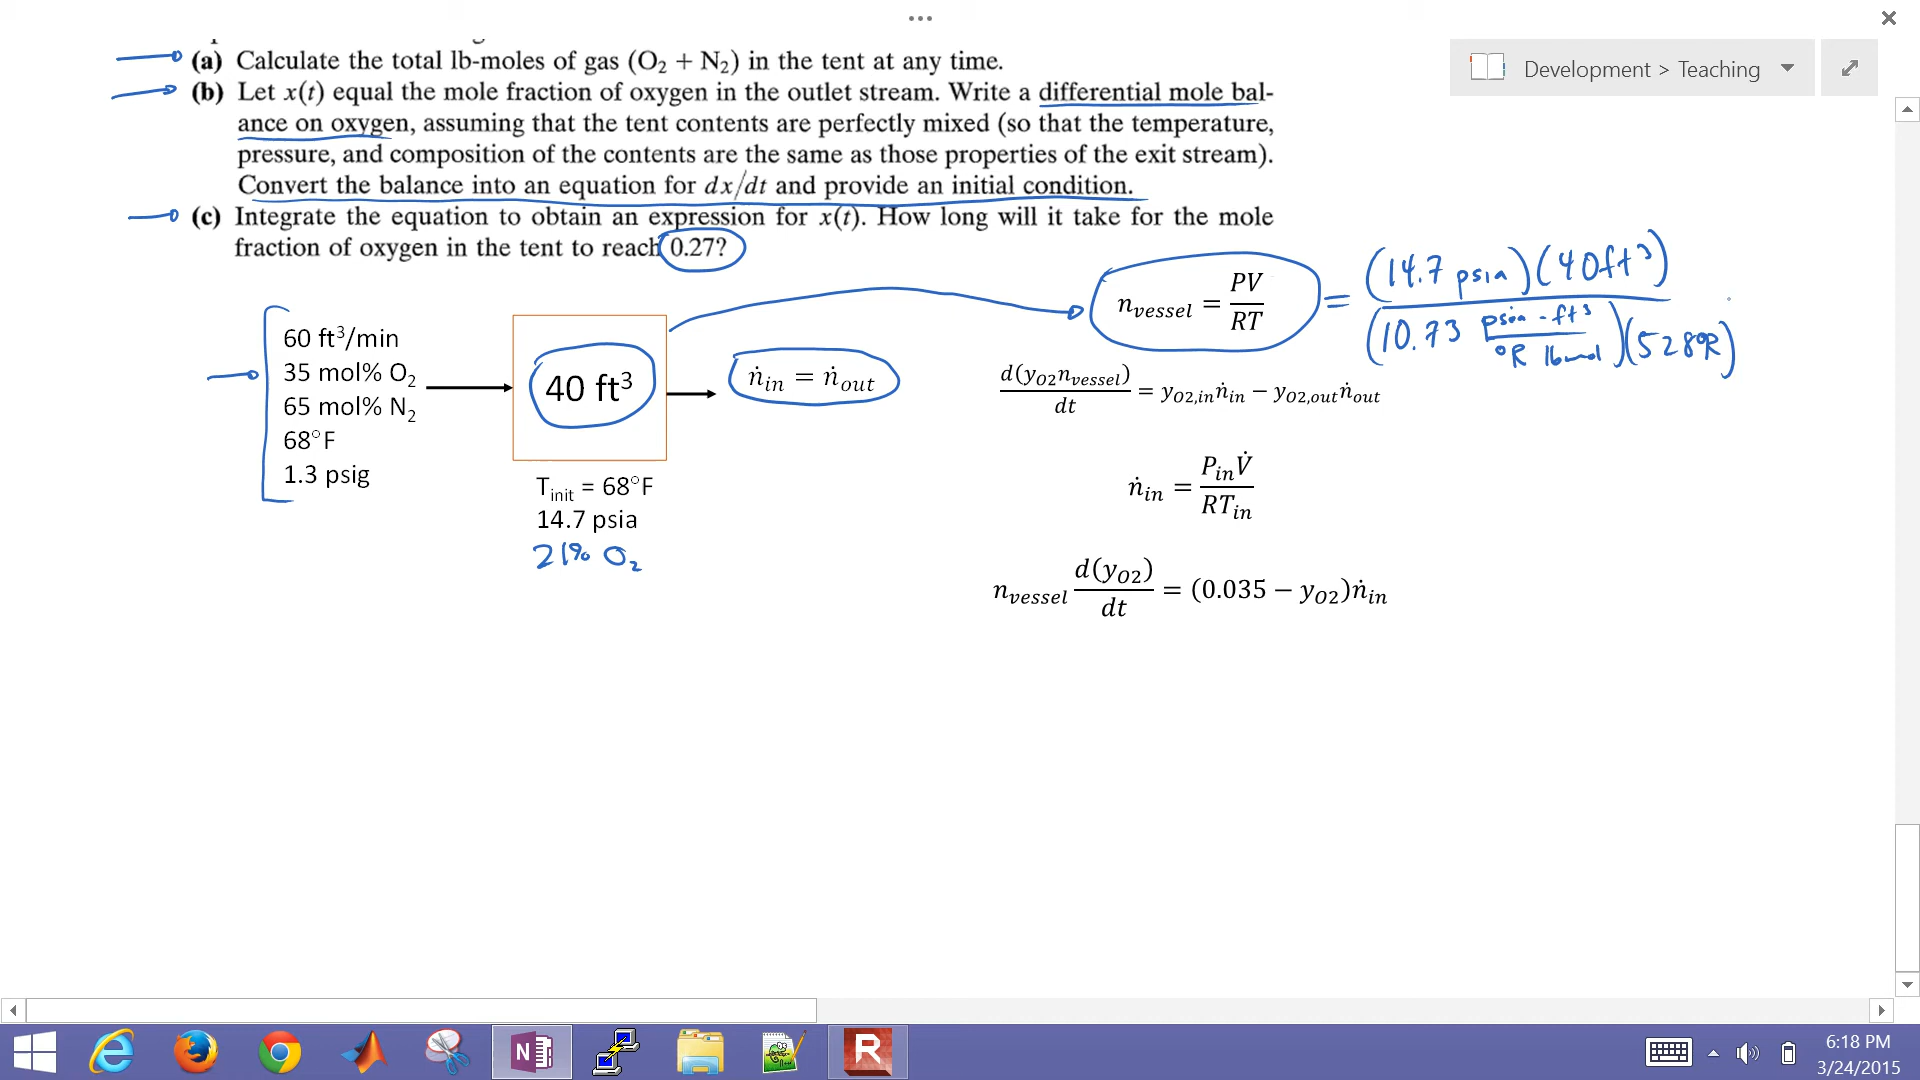 Development > Teaching
(a) Calculate the total lb-moles of gas (O₂ + N₂) in the tent at any time.
(b) Let x(t) equal the mole fraction of oxygen in the outlet stream. Write a differential mole bal-
ance on oxygen, assuming that the tent contents are perfectly mixed (so that the temperature,
pressure, and composition of the contents are the same as those properties of the exit stream).
Convert the balance into an equation for dx/dt and provide an initial condition.
(c) Integrate the equation to obtain an expression for x(t). How long will it take for the mole
fraction of oxygen in the tent to reach 0.27?
60 ft³/min
35 mol% O₂
65 mol% N₂
68°F
1.3 psig
40 ft³
T_init = 68°F
14.7 psia
21% O₂
ṅ_in = ṅ_out
n_vessel = PV/RT = (14.7 psia)(40ft³) / (10.73 psia-ft³/°R lbmol)(528°R)
d(y_O2 n_vessel)/dt = y_O2,in ṅ_in − y_O2,out ṅ_out
ṅ_in = P_in V̇ / RT_in
n_vessel d(y_O2)/dt = (0.035 − y_O2)ṅ_in
6:18 PM
3/24/2015